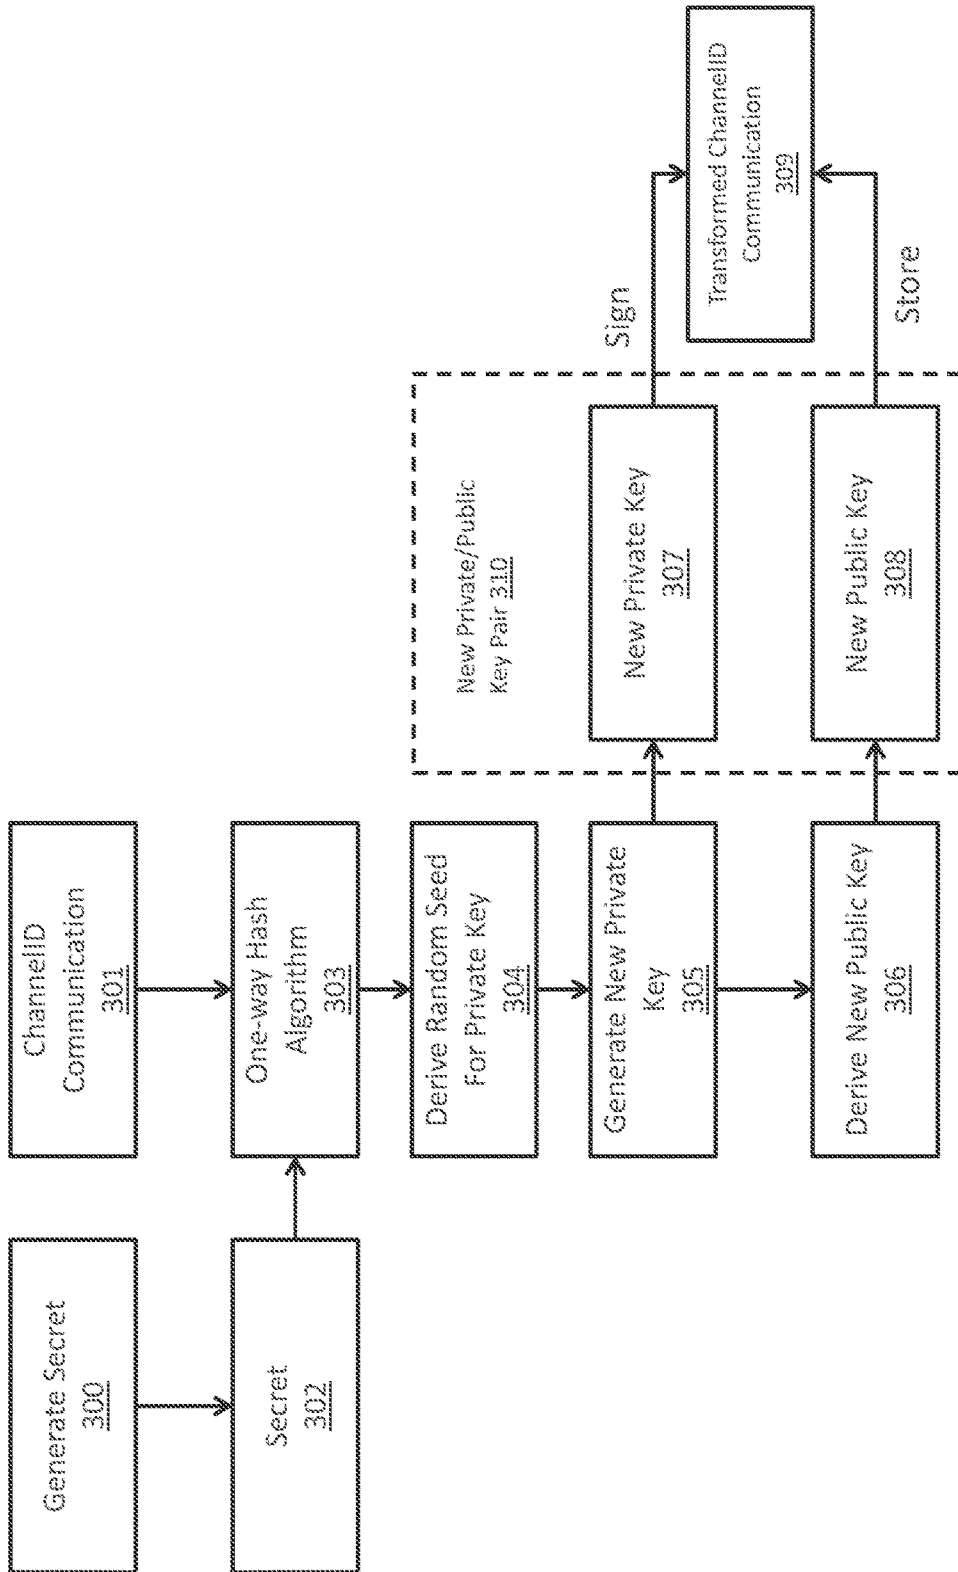 Generate Secret
300
Secret
302
ChannelID
Communication
301
One-way Hash
Algorithm
303
Derive Random Seed
For Private Key
304
Generate New Private
Key
305
Derive New Public Key
306
New Private/Public
Key Pair 310
New Private Key
307
New Public Key
308
Sign
Store
Transformed ChannelID
Communication
309